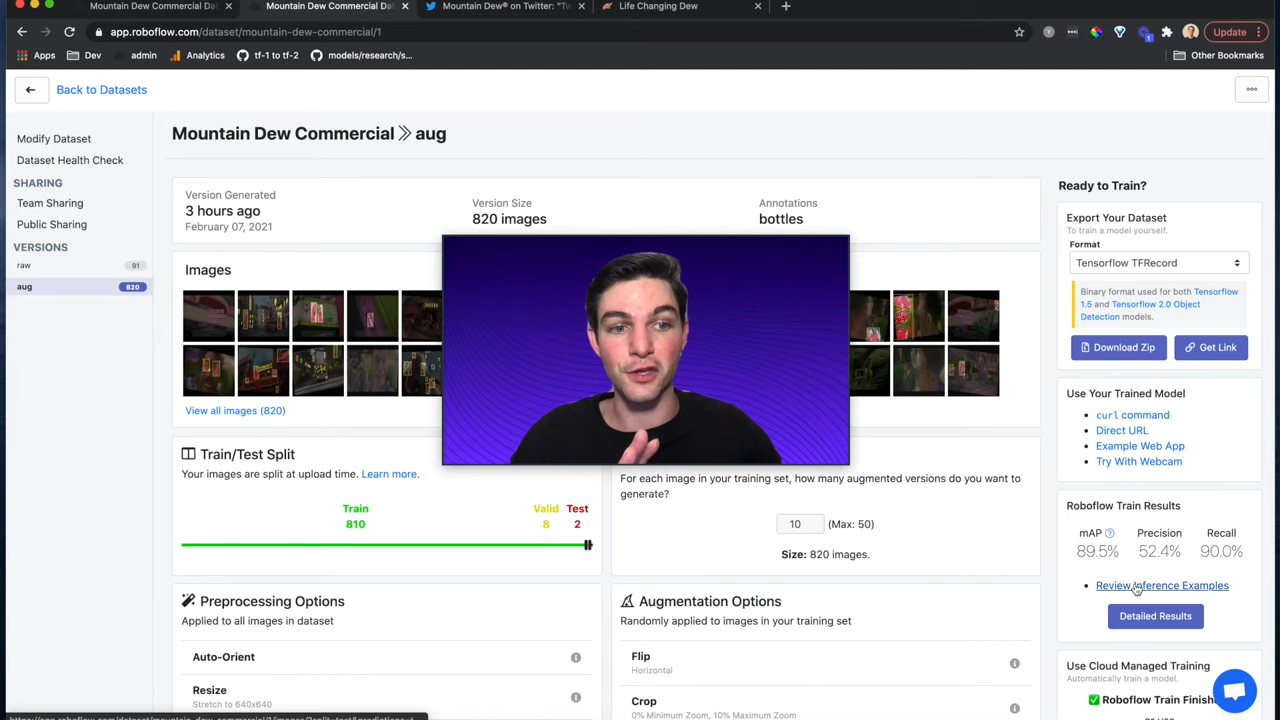 Mountain Dew Commercial Dat
Mountain Dew Commercial Dat
Mountain Dew® on Twitter: "Tw
Life Changing Dew
app.roboflow.com/dataset/mountain-dew-commercial/1
Update
Apps
Dev
admin
Analytics
tf-1 to tf-2
models/research/s...
Other Bookmarks
Back to Datasets
Modify Dataset
Dataset Health Check
SHARING
Team Sharing
Public Sharing
VERSIONS
raw 91
aug 820
Mountain Dew Commercial >> aug
Version Generated
3 hours ago
February 07, 2021
Version Size
820 images
Annotations
bottles
Images
View all images (820)
Train/Test Split
Your images are split at upload time. Learn more.
Train
810
Valid
8
Test
2
For each image in your training set, how many augmented versions do you want to
generate?
10 (Max: 50)
Size: 820 images.
Preprocessing Options
Applied to all images in dataset
Auto-Orient
Resize
Stretch to 640x640
Augmentation Options
Randomly applied to images in your training set
Flip
Horizontal
Crop
0% Minimum Zoom, 10% Maximum Zoom
Ready to Train?
Export Your Dataset
To train a model yourself.
Format
Tensorflow TFRecord
Binary format used for both Tensorflow
1.5 and Tensorflow 2.0 Object
Detection models.
Download Zip
Get Link
Use Your Trained Model
curl command
Direct URL
Example Web App
Try With Webcam
Roboflow Train Results
mAP Precision Recall
89.5% 52.4% 90.0%
Review Inference Examples
Detailed Results
Use Cloud Managed Training
Automatically train a model.
Roboflow Train Finish